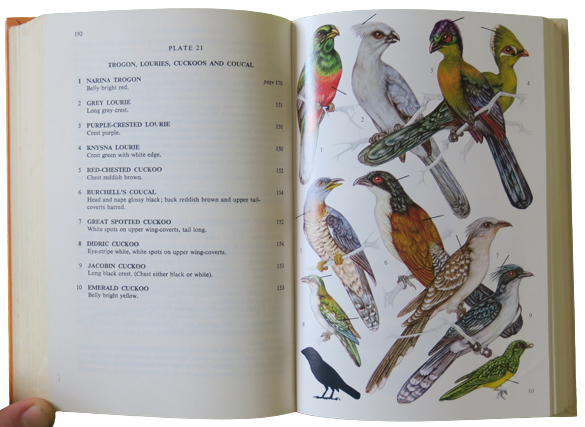 192
PLATE 21
TROGON, LOURIES, CUCKOOS AND COUCAL
1 NARINA TROGON page 176
Belly bright red.
2 GREY LOURIE 151
Long grey crest.
3 PURPLE-CRESTED LOURIE 150
Crest purple.
4 KNYSNA LOURIE 150
Crest green with white edge.
5 RED-CHESTED CUCKOO 152
Chest reddish brown.
6 BURCHELL'S COUCAL 154
Head and nape glossy black; back reddish brown and upper tail-
coverts barred.
7 GREAT SPOTTED CUCKOO 152
White spots on upper wing-coverts, tail long.
8 DIDRIC CUCKOO 154
Eye-stripe white, white spots on upper wing-coverts.
9 JACOBIN CUCKOO 153
Long black crest. (Chest either black or white).
10 EMERALD CUCKOO 153
Belly bright yellow.
1
2
3
4
5
6
7
8
9
10